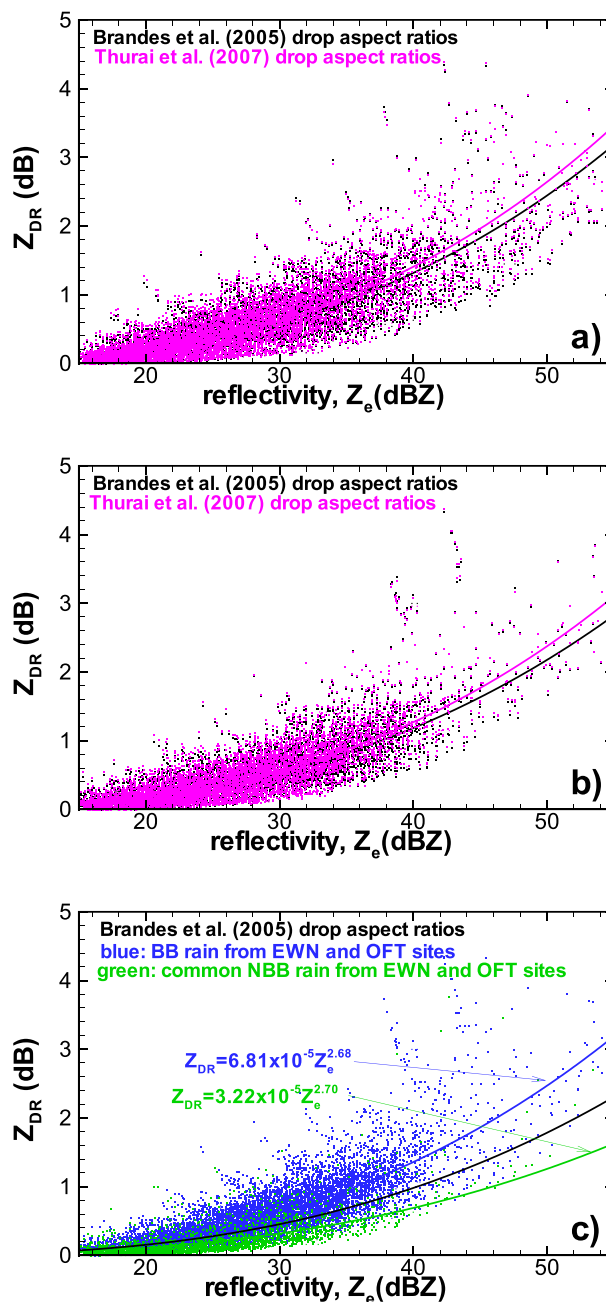 5
Brandes et al. (2005) drop aspect ratios
Thurai et al. (2007) drop aspect ratios
4
3
Z_DR (dB)
2
1
a)
0
20 30 40 50
reflectivity, Z_e(dBZ)
5
Brandes et al. (2005) drop aspect ratios
Thurai et al. (2007) drop aspect ratios
4
3
Z_DR (dB)
2
1
b)
0
20 30 40 50
reflectivity, Z_e(dBZ)
5
Brandes et al. (2005) drop aspect ratios
blue: BB rain from EWN and OFT sites
green: common NBB rain from EWN and OFT sites
4
3
Z_DR (dB)
Z_DR=6.81x10^-5Z_e^2.68
Z_DR=3.22x10^-5Z_e^2.70
2
1
c)
0
20 30 40 50
reflectivity, Z_e(dBZ)